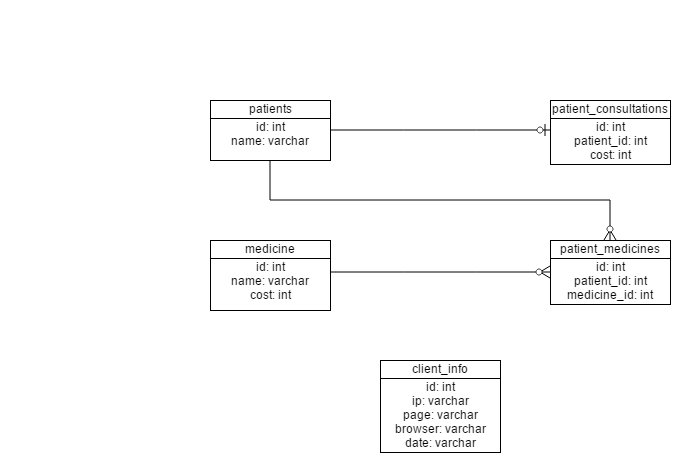 patients
id: int
name: varchar
patient_consultations
id: int
patient_id: int
cost: int
medicine
id: int
name: varchar
cost: int
patient_medicines
id: int
patient_id: int
medicine_id: int
client_info
id: int
ip: varchar
page: varchar
browser: varchar
date: varchar